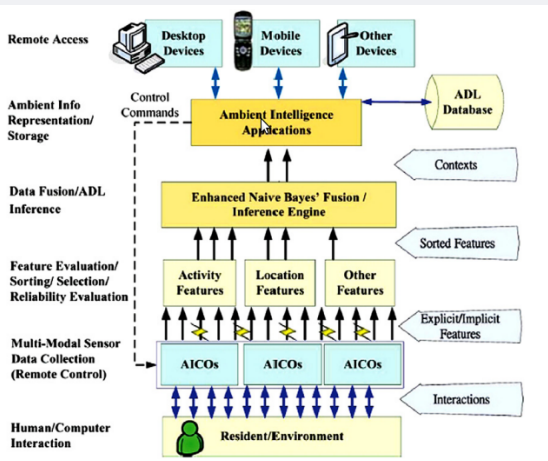 Remote Access
Desktop
Devices
Mobile
Devices
Other
Devices
Ambient Info
Representation/
Storage
Control
Commands
Ambient Intelligence
Applications
ADL
Database
Contexts
Data Fusion/ADL
Inference
Enhanced Naive Bayes' Fusion /
Inference Engine
Sorted Features
Feature Evaluation/
Sorting/ Selection/
Reliability Evaluation
Activity
Features
Location
Features
Other
Features
Explicit/Implicit
Features
Multi-Modal Sensor
Data Collection
(Remote Control)
AICOs
AICOs
AICOs
Interactions
Human/Computer
Interaction
Resident/Environment